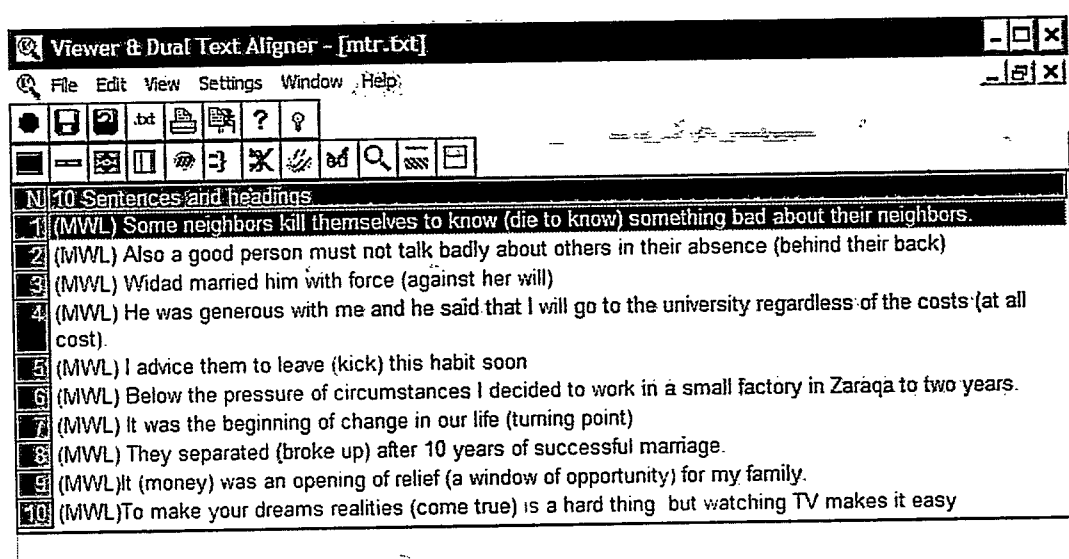 Viewer & Dual Text Aligner - [mtr.txt]
File Edit View Settings Window Help
.txt ?
ad
N 10 Sentences and headings
1 (MWL) Some neighbors kill themselves to know (die to know) something bad about their neighbors.
2 (MWL) Also a good person must not talk badly about others in their absence (behind their back)
3 (MWL) Widad married him with force (against her will)
4 (MWL) He was generous with me and he said that I will go to the university regardless of the costs (at all
cost).
5 (MWL) I advice them to leave (kick) this habit soon
6 (MWL) Below the pressure of circumstances I decided to work in a small factory in Zaraqa to two years.
7 (MWL) It was the beginning of change in our life (turning point)
8 (MWL) They separated (broke up) after 10 years of successful marriage.
9 (MWL)It (money) was an opening of relief (a window of opportunity) for my family.
10 (MWL)To make your dreams realities (come true) is a hard thing but watching TV makes it easy